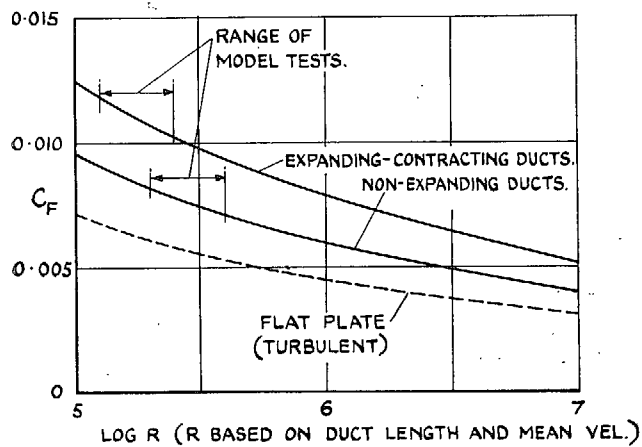 0·015
RANGE OF
MODEL TESTS.
0·010
EXPANDING-CONTRACTING DUCTS.
NON-EXPANDING DUCTS.
CF
0·005
FLAT PLATE
(TURBULENT)
0
5
6
7
LOG R (R BASED ON DUCT LENGTH AND MEAN VEL.)